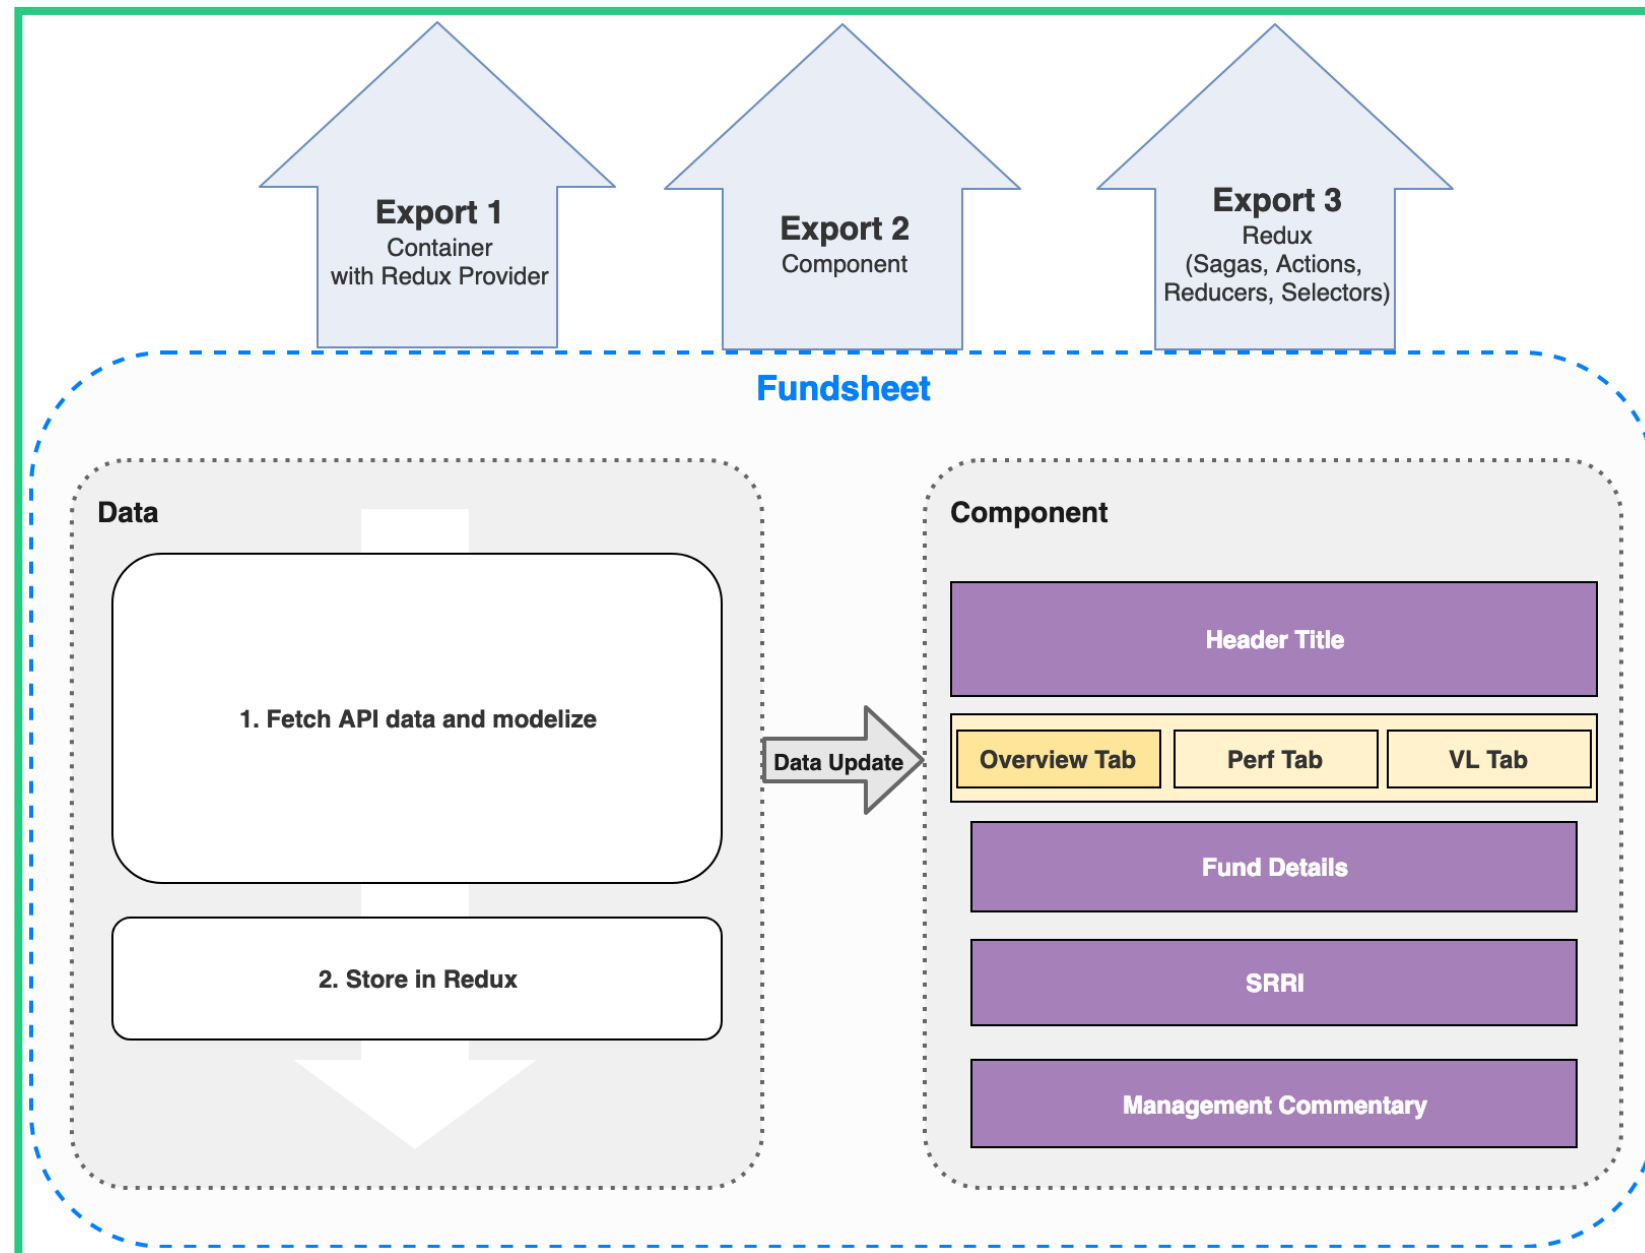 Export 1
Container
with Redux Provider
Export 2
Component
Export 3
Redux
(Sagas, Actions,
Reducers, Selectors)
Fundsheet
Data
1. Fetch API data and modelize
2. Store in Redux
Data Update
Component
Header Title
Overview Tab
Perf Tab
VL Tab
Fund Details
SRRI
Management Commentary